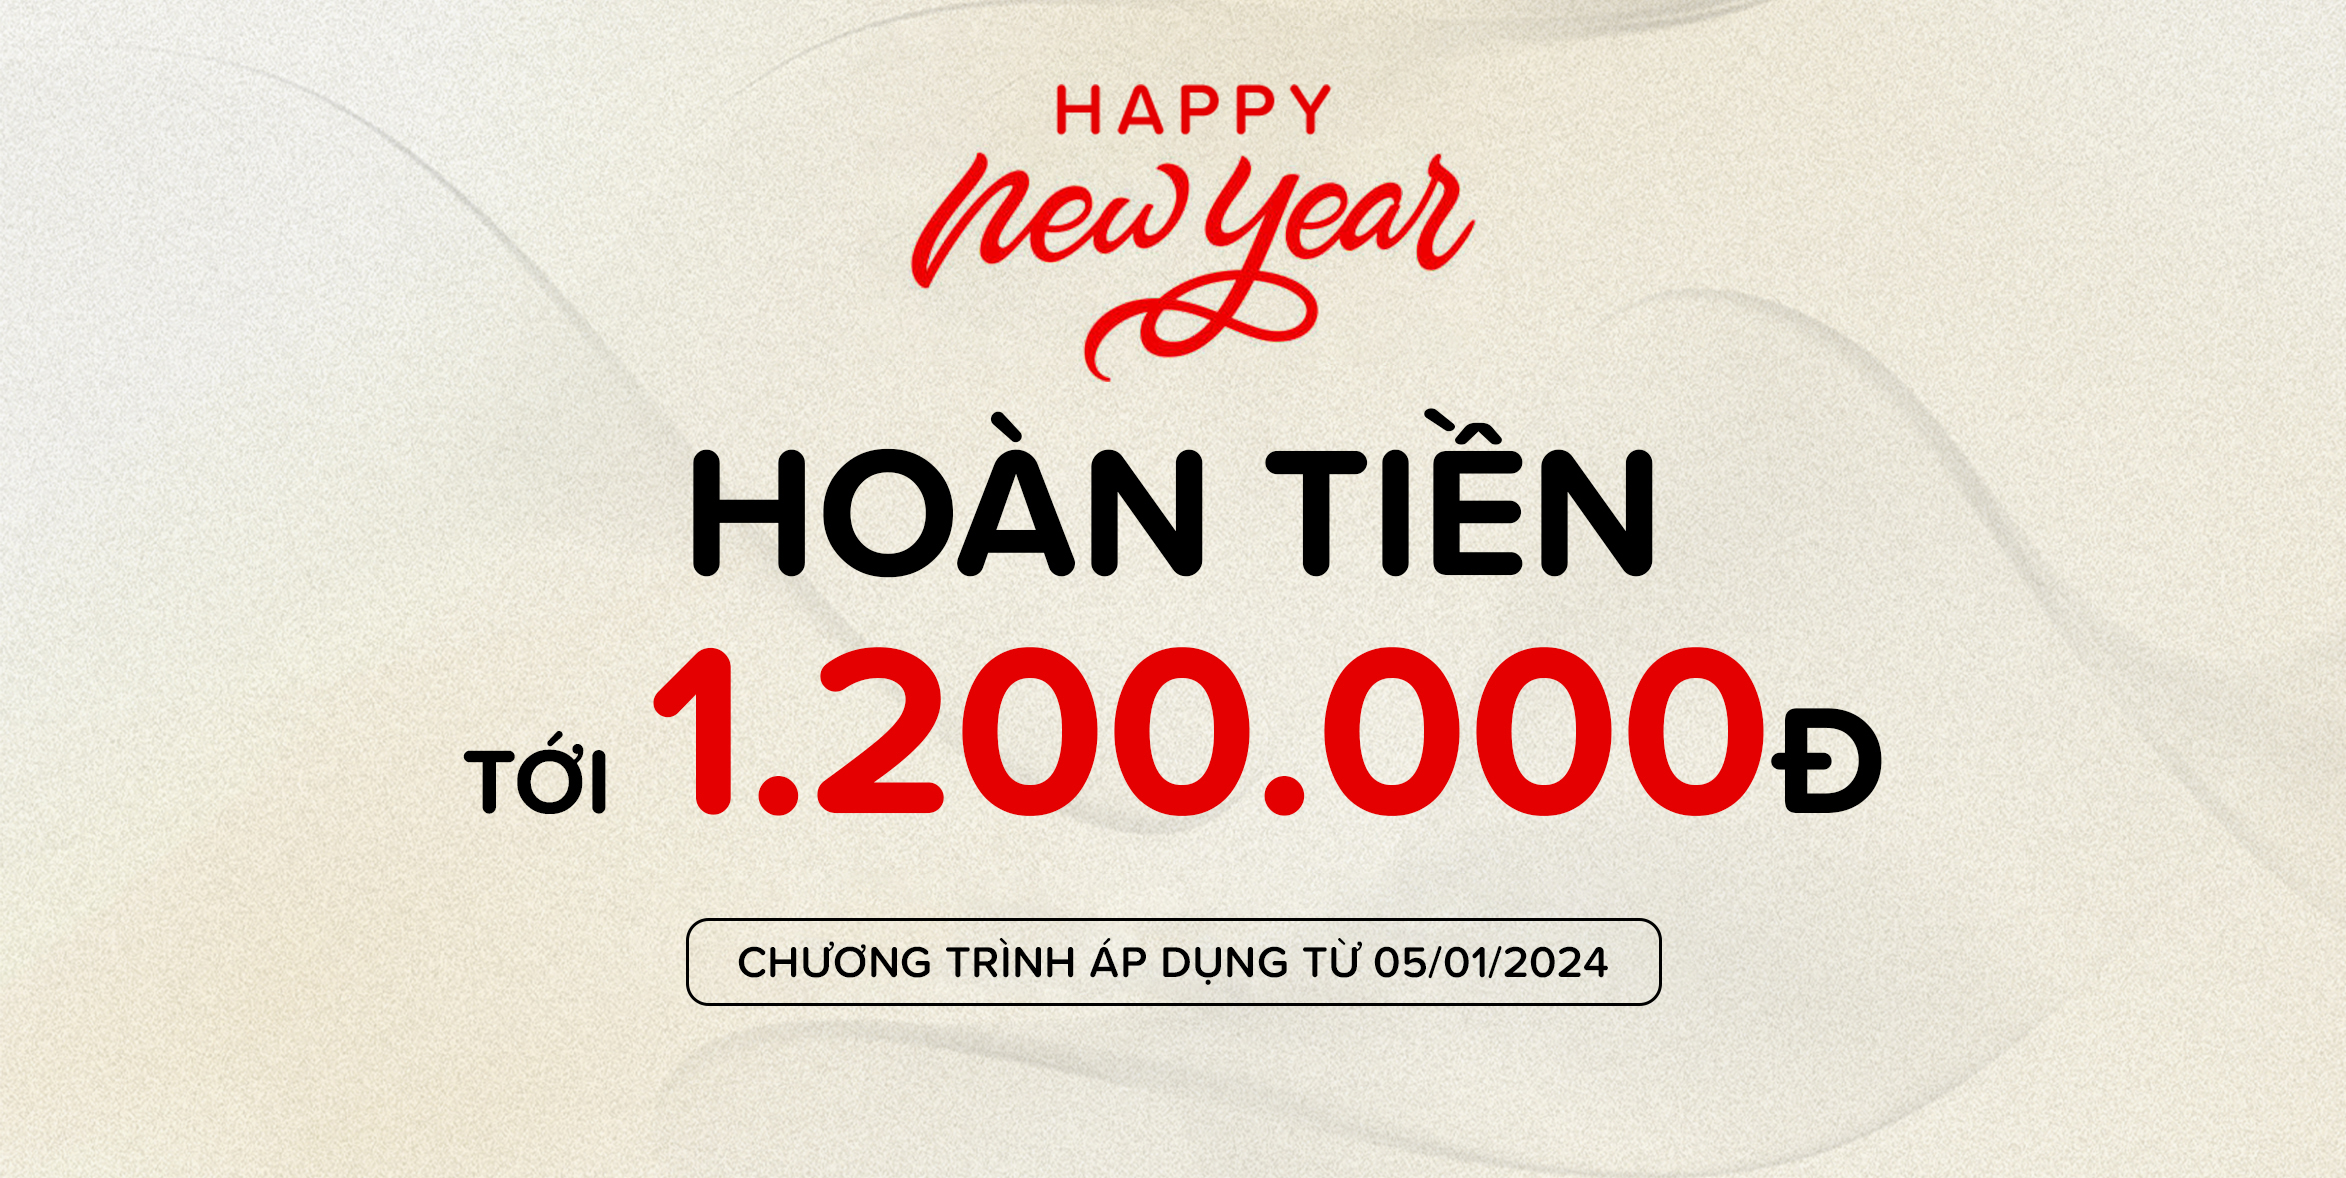 HAPPY
New Year
HOÀN TIỀN
TỚI 1.200.000Đ
CHƯƠNG TRÌNH ÁP DỤNG TỪ 05/01/2024